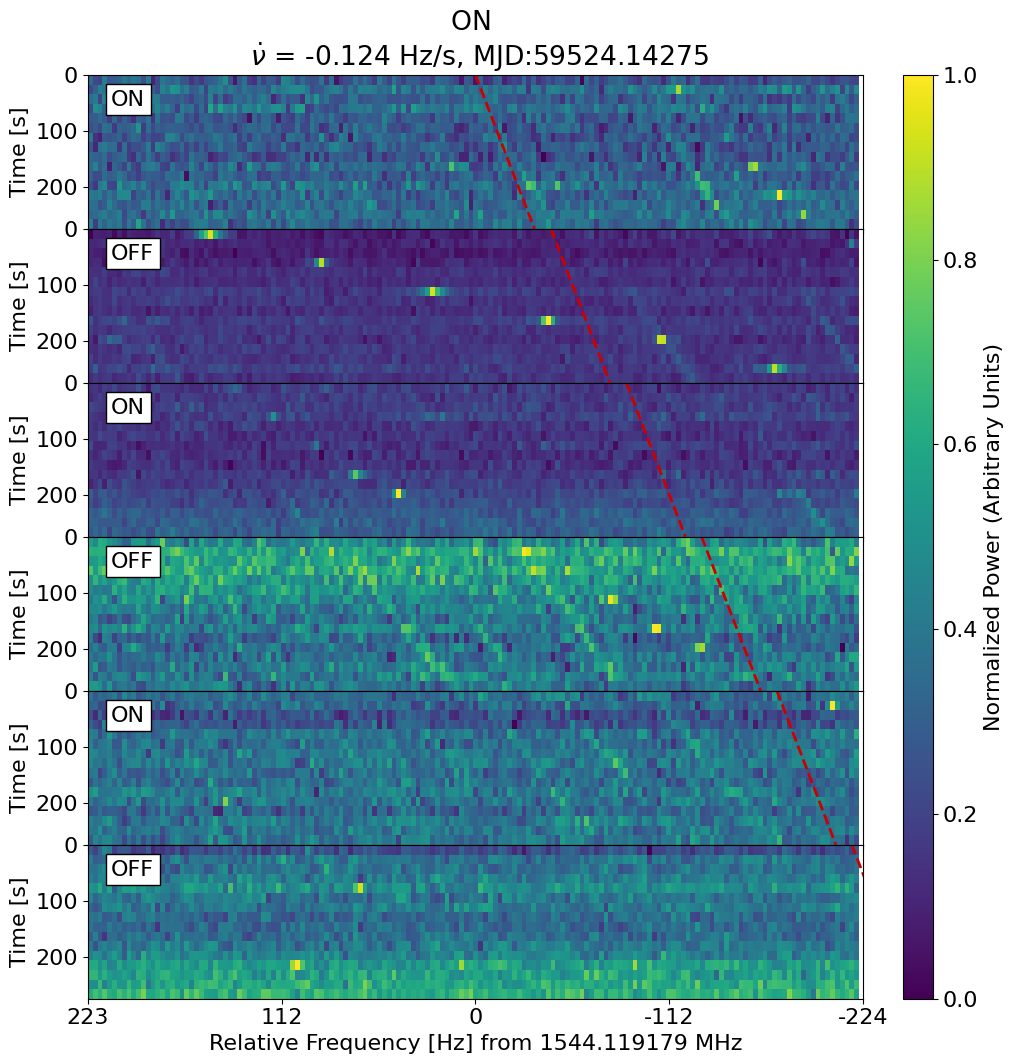 ON
ν̇ = -0.124 Hz/s, MJD:59524.14275
0
ON
100
200
Time [s]
0
OFF
100
200
Time [s]
0
ON
100
200
Time [s]
0
OFF
100
200
Time [s]
0
ON
100
200
Time [s]
0
OFF
100
200
Time [s]
223 112 0 -112 -224
Relative Frequency [Hz] from 1544.119179 MHz
1.0
0.8
0.6
0.4
0.2
0.0
Normalized Power (Arbitrary Units)